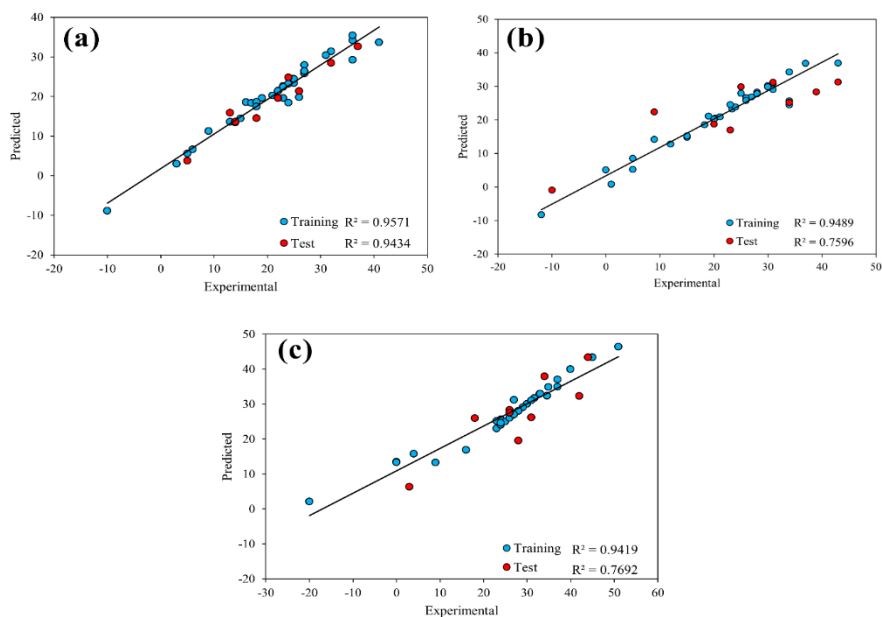 (a)
40
30
20
10
0
-10
-20
Predicted
Training R² = 0.9571
Test R² = 0.9434
-20 -10 0 10 20 30 40 50
Experimental
(b)
50
40
30
20
10
0
-10
-20
Predicted
Training R² = 0.9489
Test R² = 0.7596
-20 -10 0 10 20 30 40 50
Experimental
(c)
50
40
30
20
10
0
-10
-20
Predicted
Training R² = 0.9419
Test R² = 0.7692
-30 -20 -10 0 10 20 30 40 50 60
Experimental